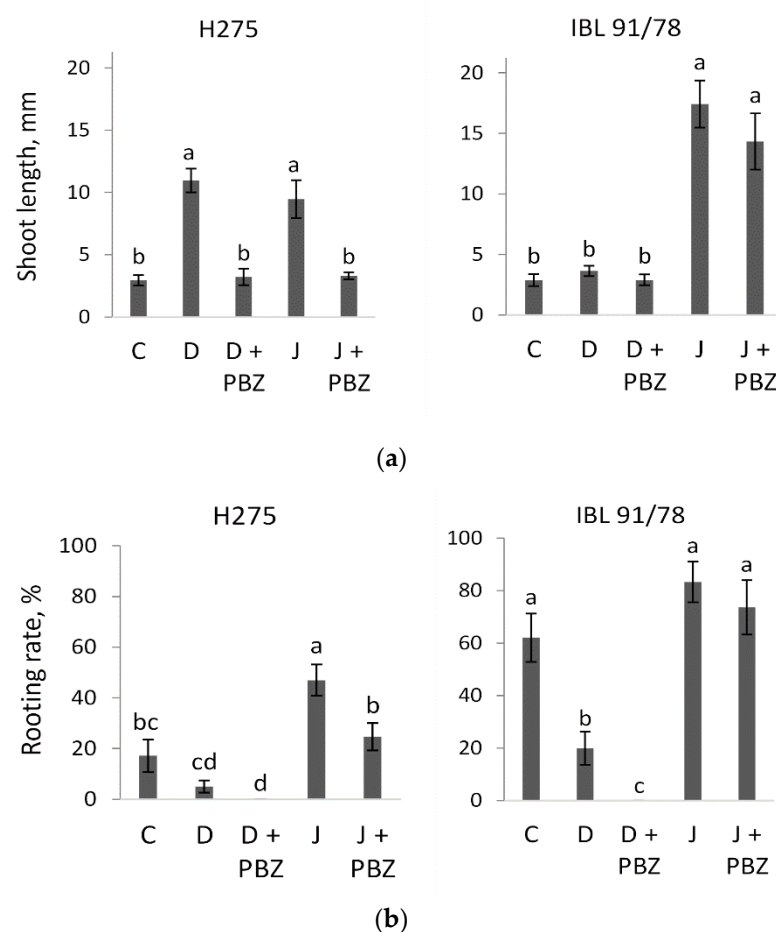 H275
Shoot length, mm
20
15
10
5
0
b
a
b
a
b
C
D
D +
PBZ
J
J +
PBZ
IBL 91/78
20
15
10
5
0
b
b
b
a
a
C
D
D +
PBZ
J
J +
PBZ
(a)
H275
Rooting rate, %
100
80
60
40
20
0
bc
cd
d
a
b
C
D
D +
PBZ
J
J +
PBZ
IBL 91/78
100
80
60
40
20
0
a
b
c
a
a
C
D
D +
PBZ
J
J +
PBZ
(b)